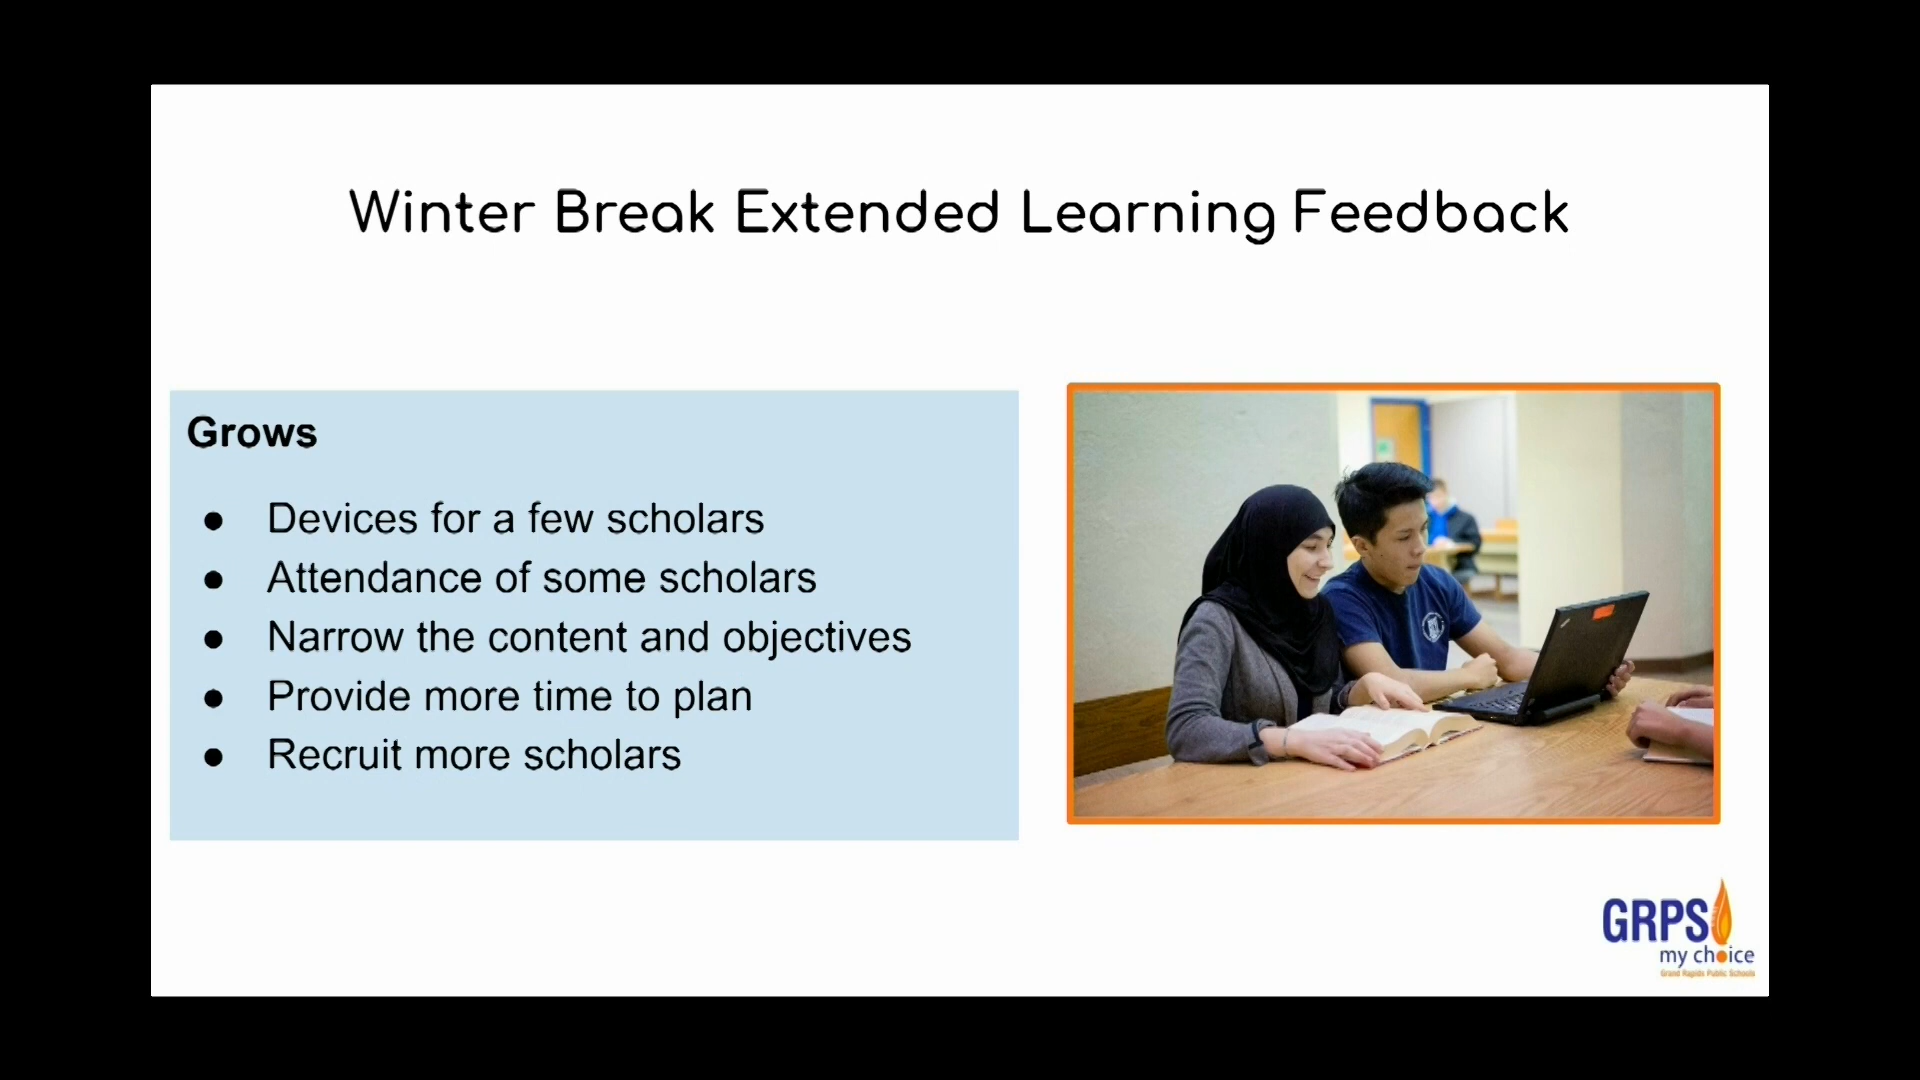 Winter Break Extended Learning Feedback
Grows
● Devices for a few scholars
● Attendance of some scholars
● Narrow the content and objectives
● Provide more time to plan
● Recruit more scholars
GRPS
my choice
Grand Rapids Public Schools